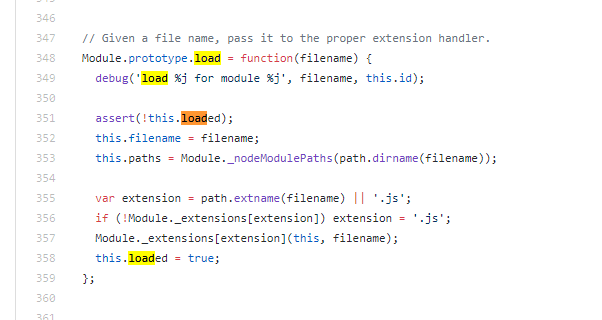 346
347 // Given a file name, pass it to the proper extension handler.
348 Module.prototype.load = function(filename) {
349 debug('load %j for module %j', filename, this.id);
350
351 assert(!this.loaded);
352 this.filename = filename;
353 this.paths = Module._nodeModulePaths(path.dirname(filename));
354
355 var extension = path.extname(filename) || '.js';
356 if (!Module._extensions[extension]) extension = '.js';
357 Module._extensions[extension](this, filename);
358 this.loaded = true;
359 };
360
361